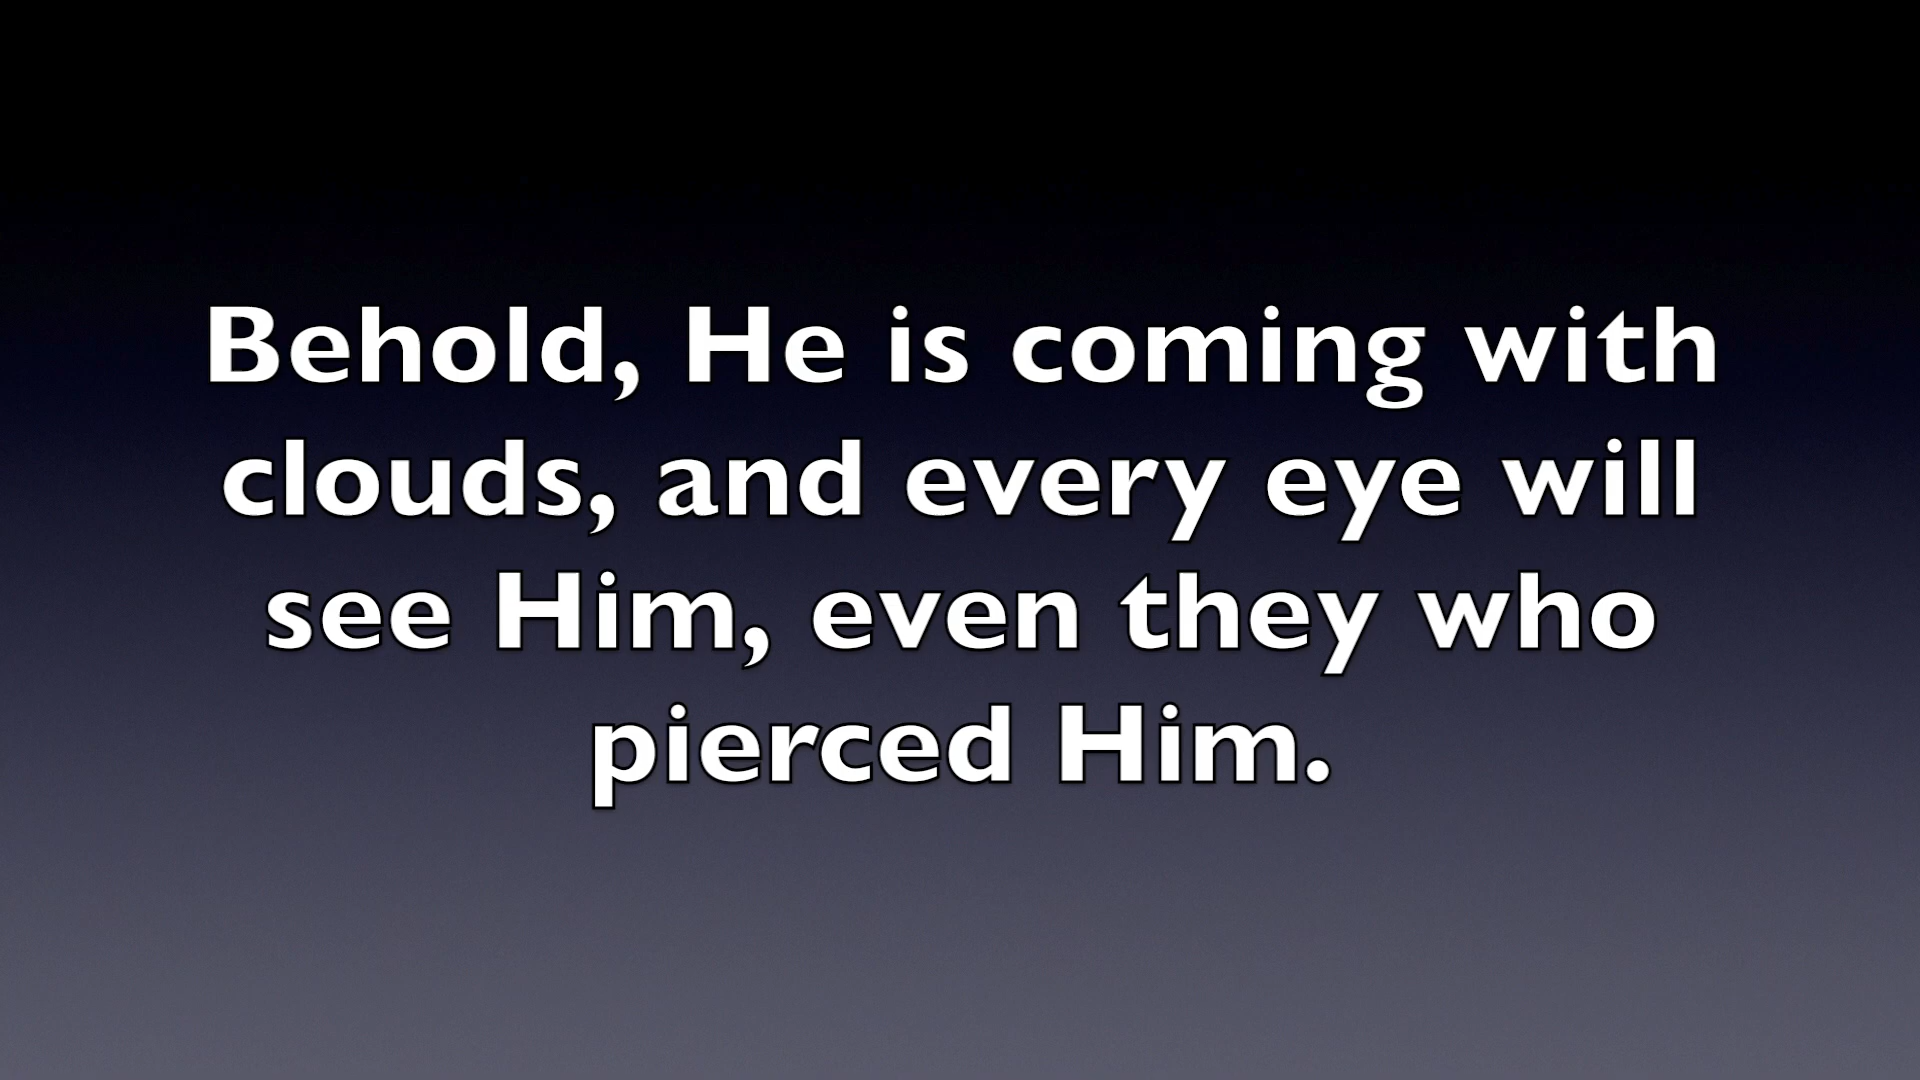 Behold, He is coming with
clouds, and every eye will
see Him, even they who
pierced Him.